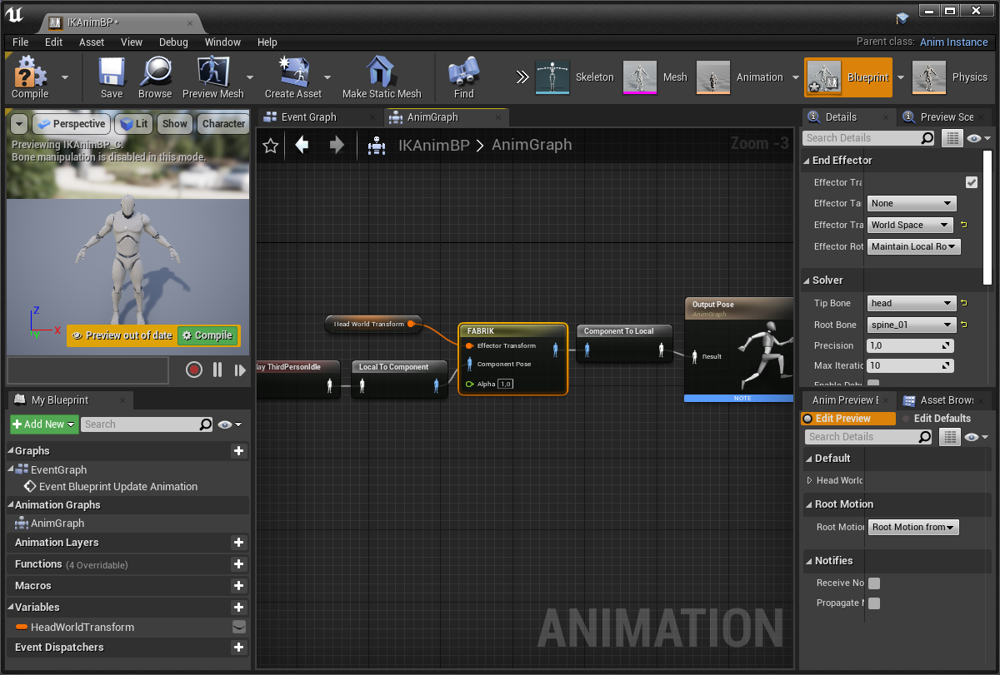 IKAnimBP*
File Edit Asset View Debug Window Help
Parent class: Anim Instance
Compile Save Browse Preview Mesh Create Asset Make Static Mesh Find Skeleton Mesh Animation Blueprint Physics
Perspective Lit Show Character
Previewing IKAnimBP_C.
Bone manipulation is disabled in this mode.
Z
X
Y
Preview out of date Compile
My Blueprint
Add New Search
Graphs
EventGraph
Event Blueprint Update Animation
Animation Graphs
AnimGraph
Animation Layers
Functions (4 Overridable)
Macros
Variables
HeadWorldTransform
Event Dispatchers
Event Graph AnimGraph
IKAnimBP > AnimGraph Zoom -3
Head World Transform
lay ThirdPersonIdle
Local To Component
FABRIK
Effector Transform
Component Pose
Alpha 1,0
Component To Local
Output Pose
AnimGraph
Result
NOTE
ANIMATION
Details Preview Sce
Search Details
End Effector
Effector Tra
Effector Ta None
Effector Tra World Space
Effector Rot Maintain Local Ro
Solver
Tip Bone head
Root Bone spine_01
Precision 1,0
Max Iteratic 10
Enable Deb
Anim Preview E Asset Brow
Edit Preview Edit Defaults
Search Details
Default
Head World
Root Motion
Root Motion Root Motion from
Notifies
Receive No
Propagate N